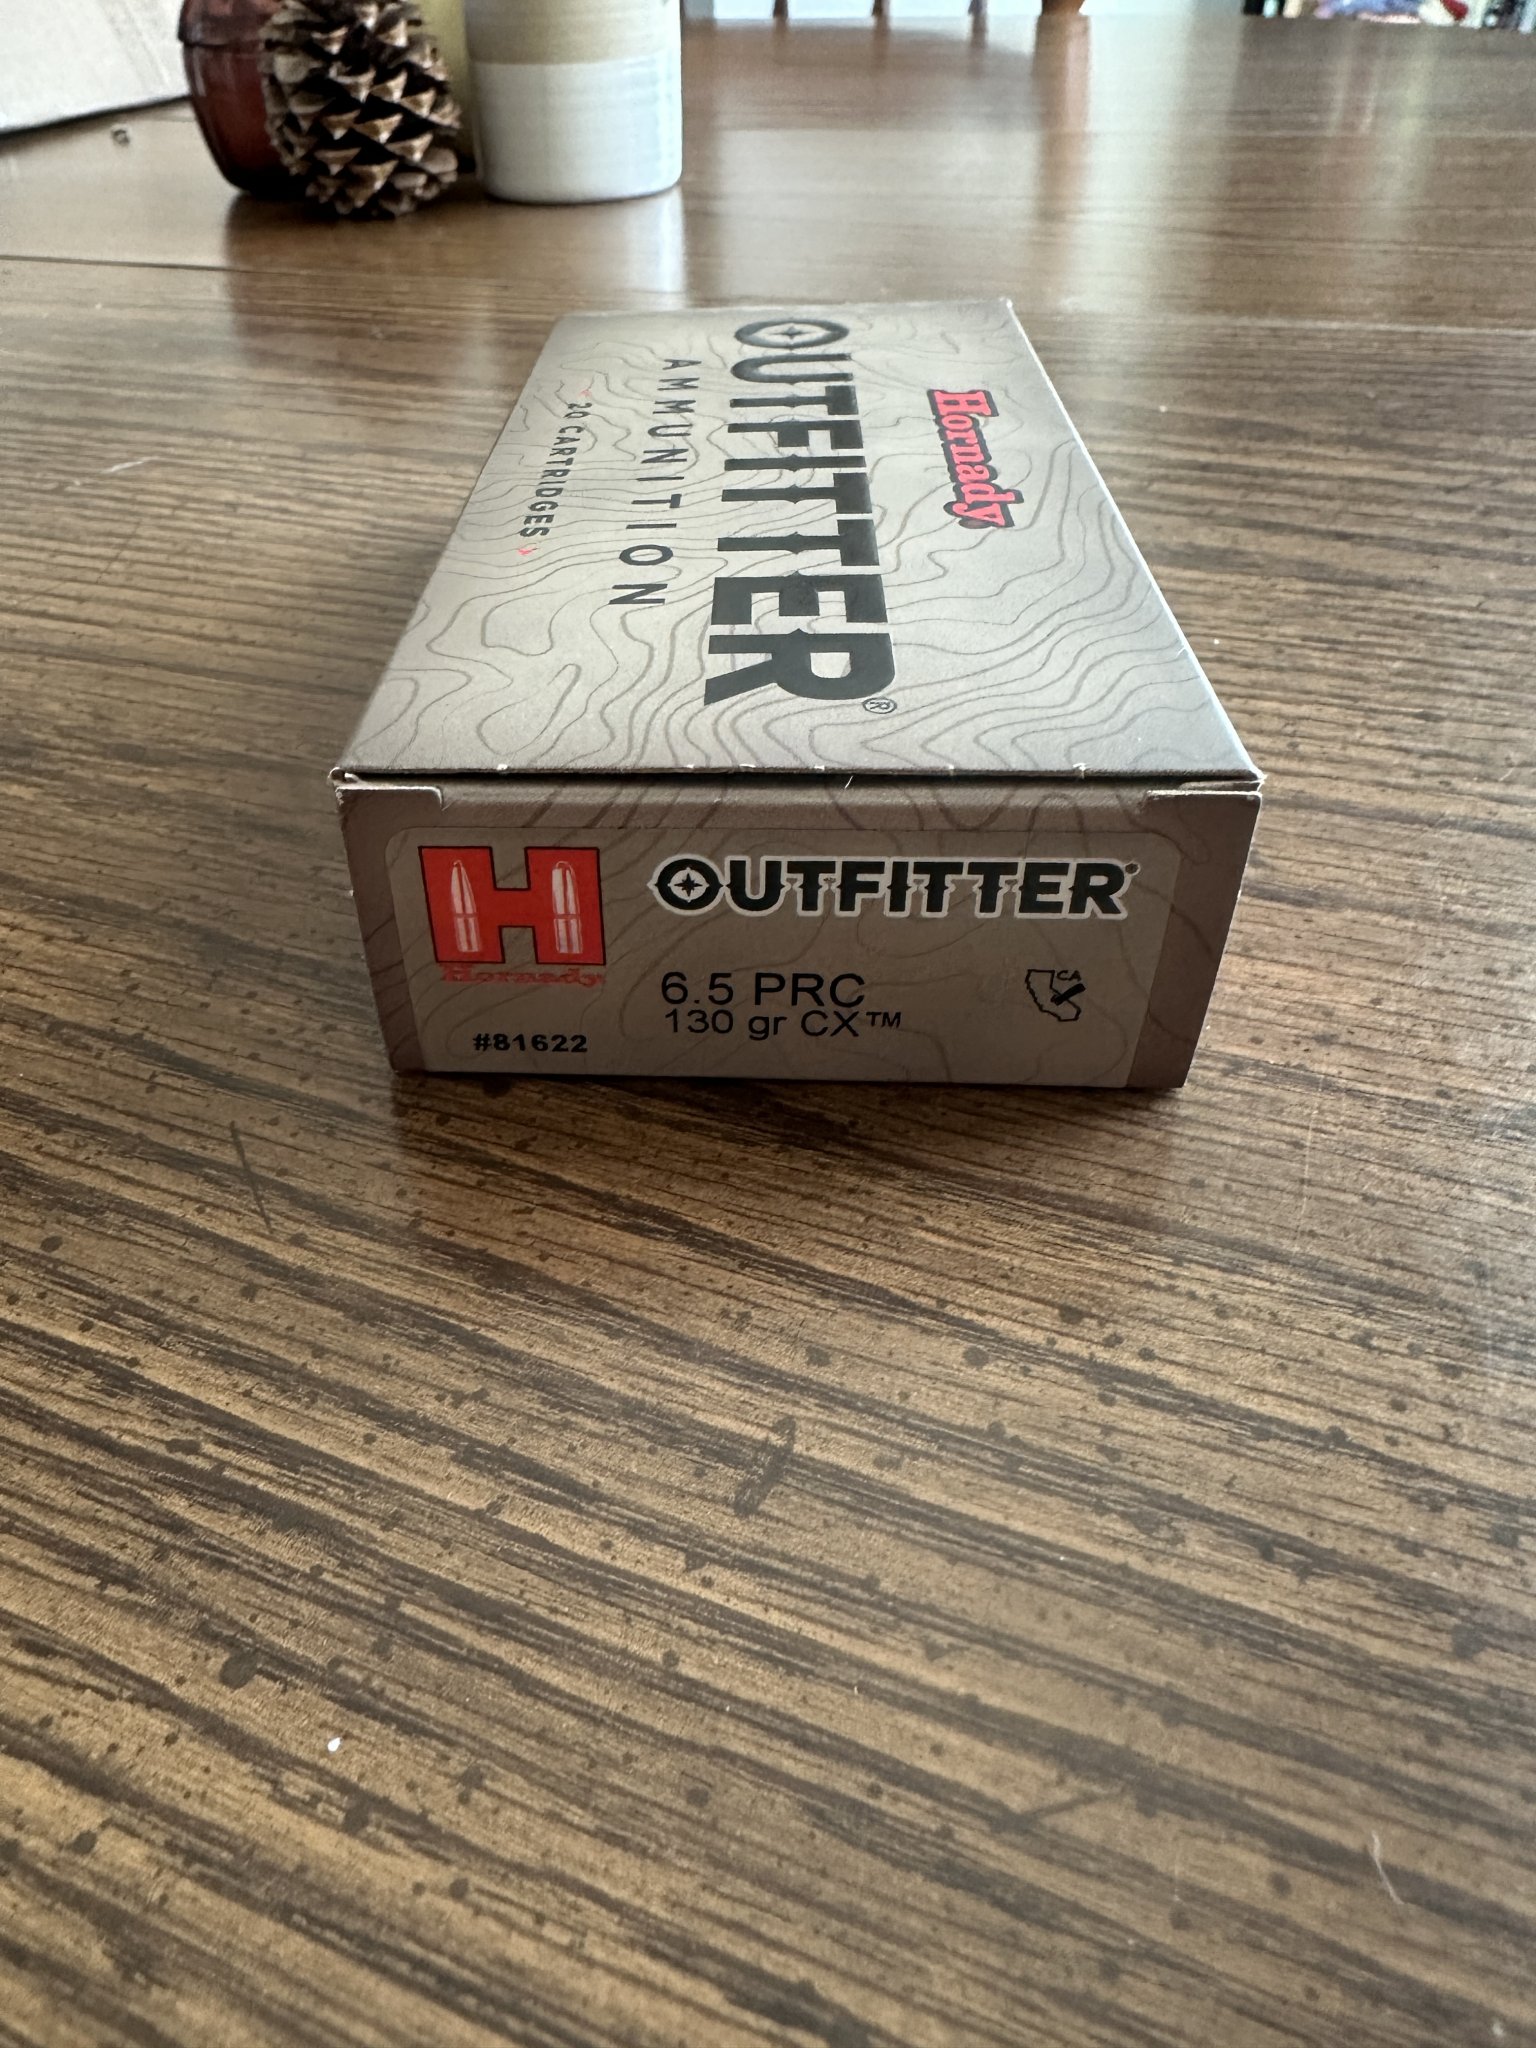 Hornady
OUTFITTER®
AMMUNITION
20 CARTRIDGES
H
Hornady
OUTFITTER®
6.5 PRC
130 gr CX™
CA
#81622